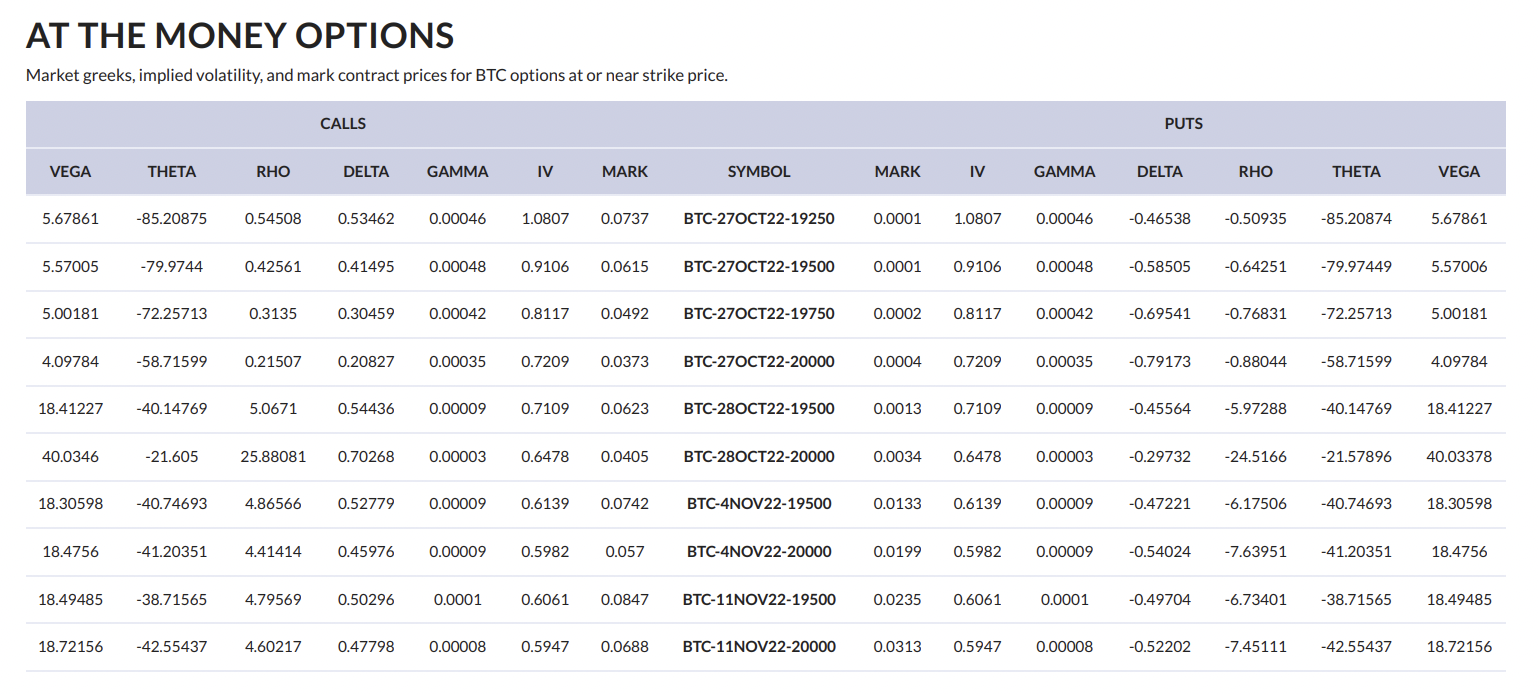 AT THE MONEY OPTIONS
Market greeks, implied volatility, and mark contract prices for BTC options at or near strike price.
CALLS PUTS
VEGA THETA RHO DELTA GAMMA IV MARK SYMBOL MARK IV GAMMA DELTA RHO THETA VEGA
5.67861 -85.20875 0.54508 0.53462 0.00046 1.0807 0.0737 BTC-27OCT22-19250 0.0001 1.0807 0.00046 -0.46538 -0.50935 -85.20874 5.67861
5.57005 -79.9744 0.42561 0.41495 0.00048 0.9106 0.0615 BTC-27OCT22-19500 0.0001 0.9106 0.00048 -0.58505 -0.64251 -79.97449 5.57006
5.00181 -72.25713 0.3135 0.30459 0.00042 0.8117 0.0492 BTC-27OCT22-19750 0.0002 0.8117 0.00042 -0.69541 -0.76831 -72.25713 5.00181
4.09784 -58.71599 0.21507 0.20827 0.00035 0.7209 0.0373 BTC-27OCT22-20000 0.0004 0.7209 0.00035 -0.79173 -0.88044 -58.71599 4.09784
18.41227 -40.14769 5.0671 0.54436 0.00009 0.7109 0.0623 BTC-28OCT22-19500 0.0013 0.7109 0.00009 -0.45564 -5.97288 -40.14769 18.41227
40.0346 -21.605 25.88081 0.70268 0.00003 0.6478 0.0405 BTC-28OCT22-20000 0.0034 0.6478 0.00003 -0.29732 -24.5166 -21.57896 40.03378
18.30598 -40.74693 4.86566 0.52779 0.00009 0.6139 0.0742 BTC-4NOV22-19500 0.0133 0.6139 0.00009 -0.47221 -6.17506 -40.74693 18.30598
18.4756 -41.20351 4.41414 0.45976 0.00009 0.5982 0.057 BTC-4NOV22-20000 0.0199 0.5982 0.00009 -0.54024 -7.63951 -41.20351 18.4756
18.49485 -38.71565 4.79569 0.50296 0.0001 0.6061 0.0847 BTC-11NOV22-19500 0.0235 0.6061 0.0001 -0.49704 -6.73401 -38.71565 18.49485
18.72156 -42.55437 4.60217 0.47798 0.00008 0.5947 0.0688 BTC-11NOV22-20000 0.0313 0.5947 0.00008 -0.52202 -7.45111 -42.55437 18.72156